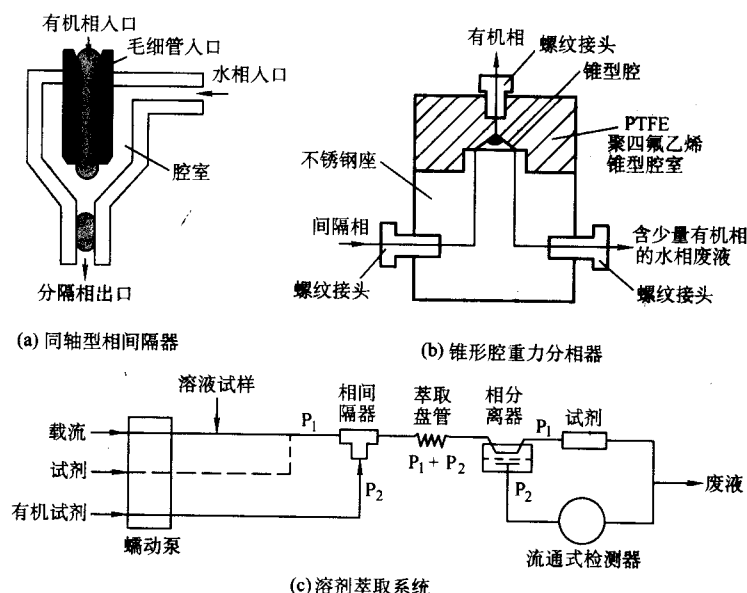 有机相入口
毛细管入口
水相入口
腔室
分隔相出口
(a) 同轴型相间隔器
有机相
螺纹接头
锥型腔
PTFE
聚四氟乙烯
锥型腔室
不锈钢座
间隔相
螺纹接头
含少量有机相
的水相废液
螺纹接头
(b) 锥形腔重力分相器
溶液试样
载流
试剂
有机试剂
蠕动泵
P₁
相间
隔器
P₂
萃取
盘管
P₁ + P₂
相分
离器
P₁
试剂
P₂
废液
流通式检测器
(c) 溶剂萃取系统